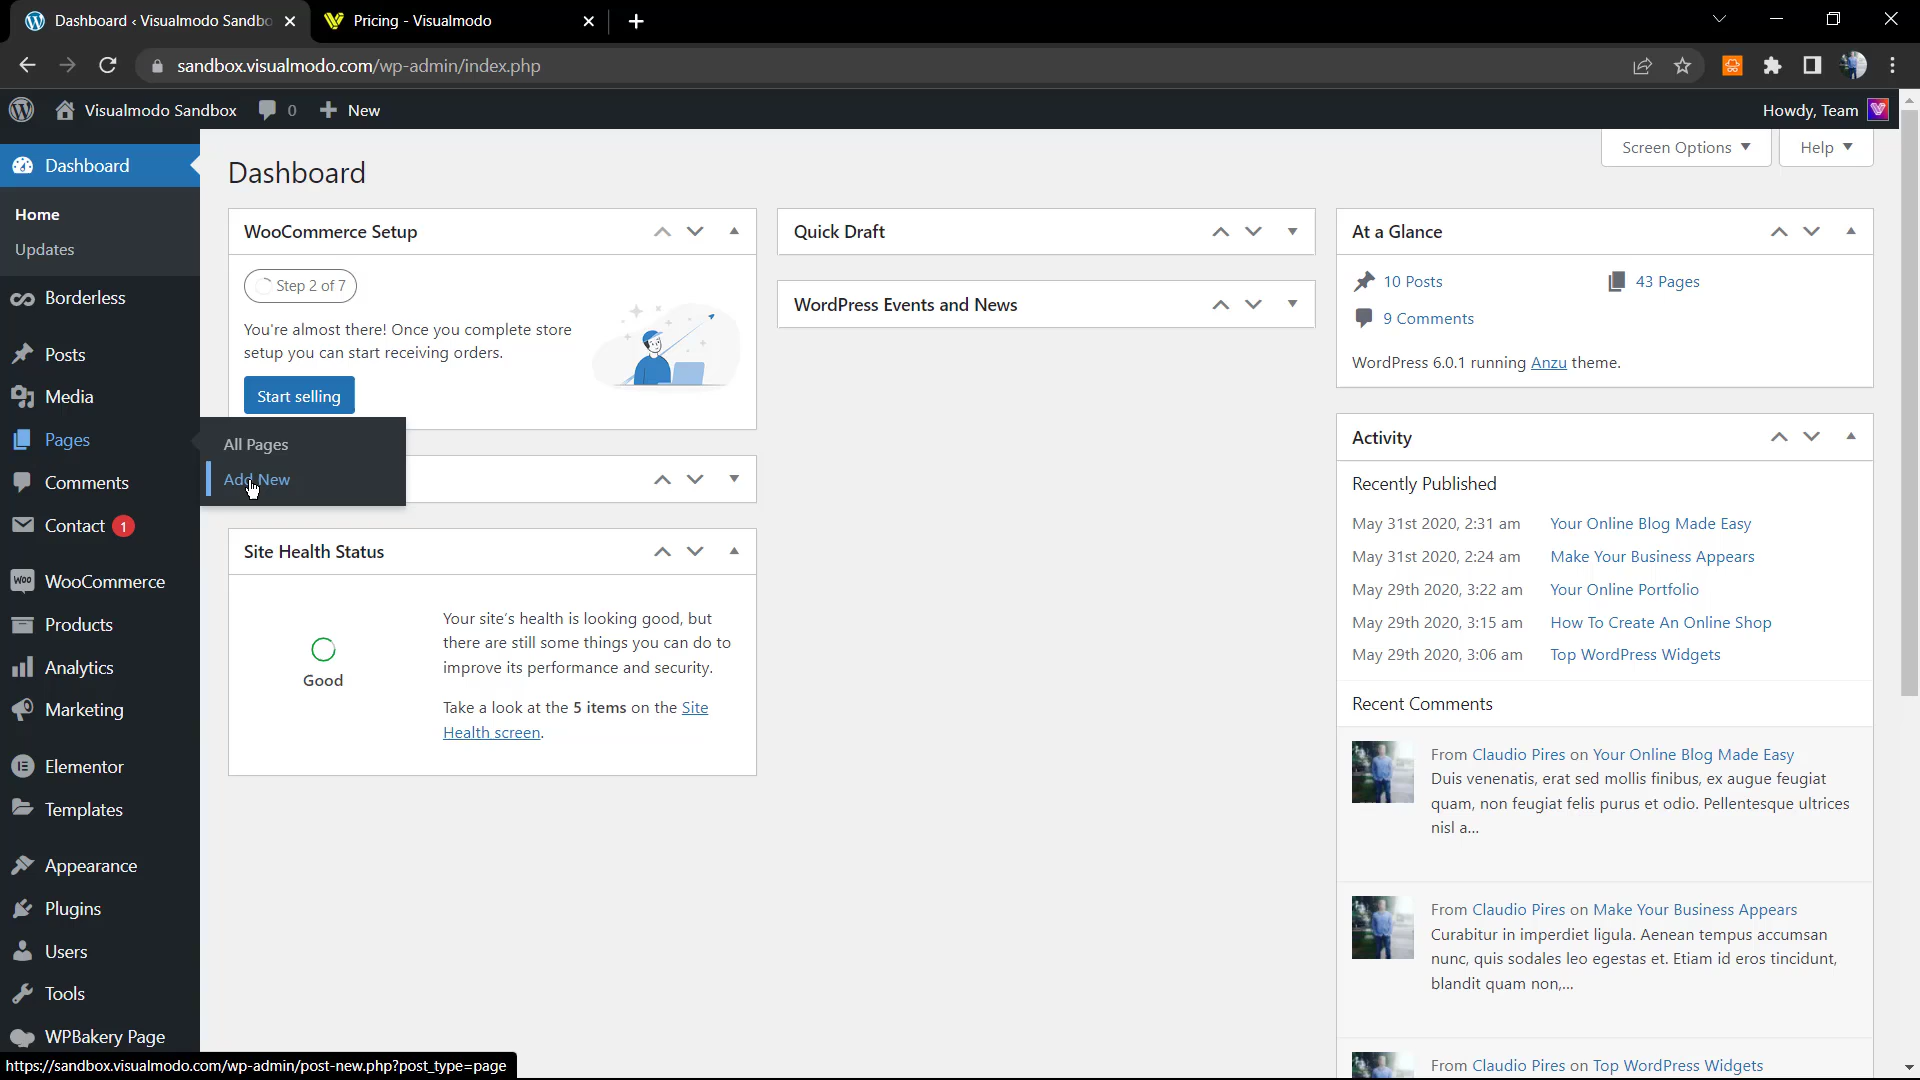 Dashboard ‹ Visualmodo Sandbo
Pricing - Visualmodo
sandbox.visualmodo.com/wp-admin/index.php
Visualmodo Sandbox
0
New
Howdy, Team
Dashboard
Home
Updates
Borderless
Posts
Media
Pages
Comments
Contact 1
WooCommerce
Products
Analytics
Marketing
Elementor
Templates
Appearance
Plugins
Users
Tools
WPBakery Page
All Pages
Add New
Screen Options
Help
Dashboard
WooCommerce Setup
Step 2 of 7
You're almost there! Once you complete store
setup you can start receiving orders.
Start selling
Site Health Status
Good
Your site's health is looking good, but
there are still some things you can do to
improve its performance and security.
Take a look at the 5 items on the Site
Health screen.
Quick Draft
WordPress Events and News
At a Glance
10 Posts
43 Pages
9 Comments
WordPress 6.0.1 running Anzu theme.
Activity
Recently Published
May 31st 2020, 2:31 am Your Online Blog Made Easy
May 31st 2020, 2:24 am Make Your Business Appears
May 29th 2020, 3:22 am Your Online Portfolio
May 29th 2020, 3:15 am How To Create An Online Shop
May 29th 2020, 3:06 am Top WordPress Widgets
Recent Comments
From Claudio Pires on Your Online Blog Made Easy
Duis venenatis, erat sed mollis finibus, ex augue feugiat
quam, non feugiat felis purus et odio. Pellentesque ultrices
nisl a...
From Claudio Pires on Make Your Business Appears
Curabitur in imperdiet ligula. Aenean tempus accumsan
nunc, quis sodales leo egestas et. Etiam id eros tincidunt,
blandit quam non,...
From Claudio Pires on Top WordPress Widgets
https://sandbox.visualmodo.com/wp-admin/post-new.php?post_type=page